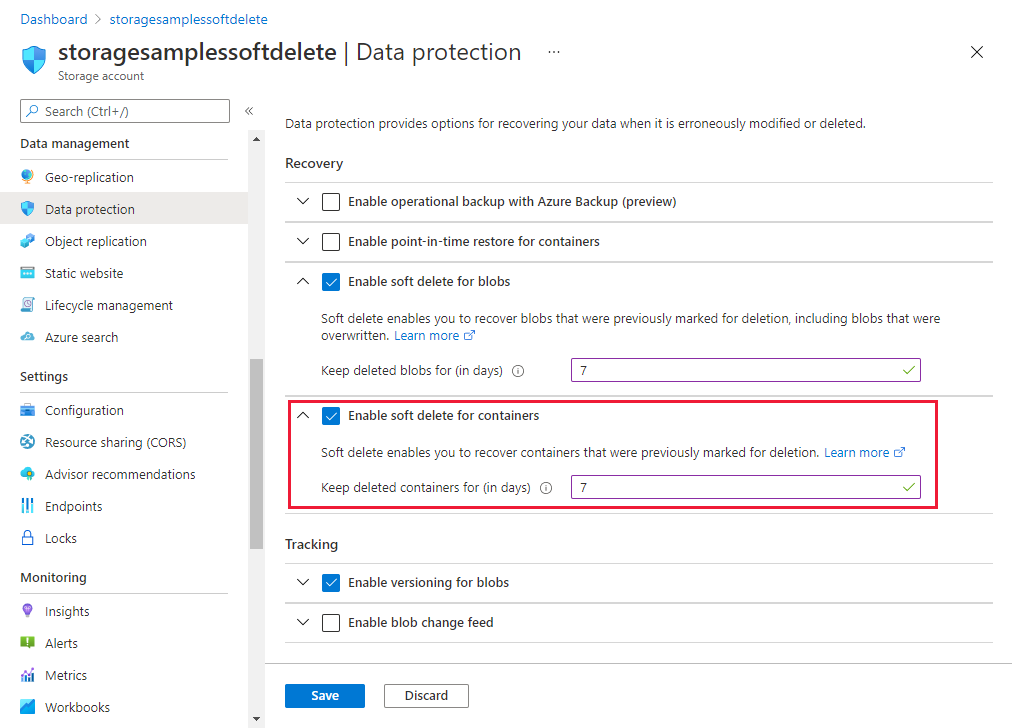 Dashboard > storagesamplessoftdelete
storagesamplessoftdelete | Data protection ...
Storage account
Search (Ctrl+/)
«
Data management
Geo-replication
Data protection
Object replication
Static website
Lifecycle management
Azure search
Settings
Configuration
Resource sharing (CORS)
Advisor recommendations
Endpoints
Locks
Monitoring
Insights
Alerts
Metrics
Workbooks
Data protection provides options for recovering your data when it is erroneously modified or deleted.
Recovery
Enable operational backup with Azure Backup (preview)
Enable point-in-time restore for containers
Enable soft delete for blobs
Soft delete enables you to recover blobs that were previously marked for deletion, including blobs that were
overwritten. Learn more
Keep deleted blobs for (in days) 7
Enable soft delete for containers
Soft delete enables you to recover containers that were previously marked for deletion. Learn more
Keep deleted containers for (in days) 7
Tracking
Enable versioning for blobs
Enable blob change feed
Save Discard